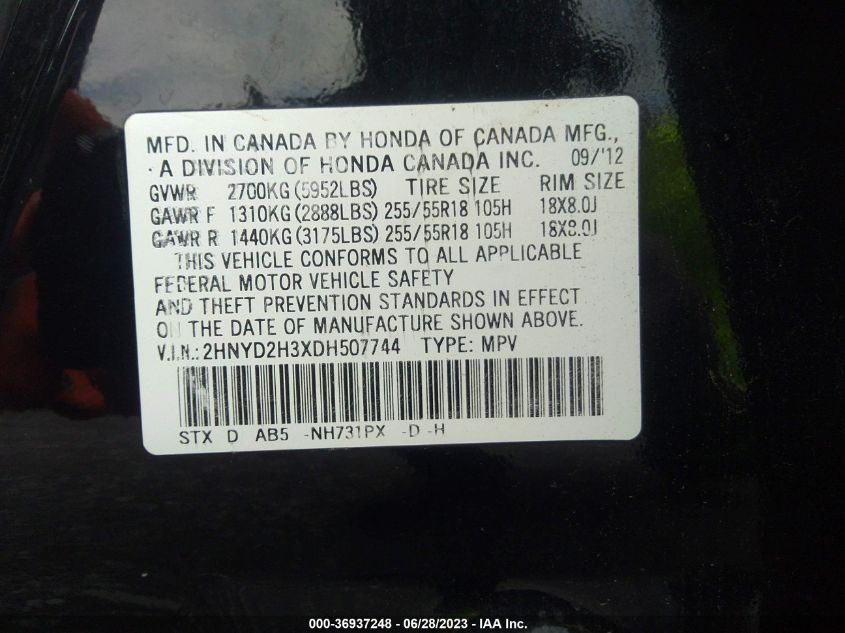 MFD. IN CANADA BY HONDA OF CANADA MFG.,
A DIVISION OF HONDA CANADA INC. 09/'12
GVWR 2700KG (5952LBS) TIRE SIZE RIM SIZE
GAWR F 1310KG (2888LBS) 255/55R18 105H 18X8.0J
GAWR R 1440KG (3175LBS) 255/55R18 105H 18X8.0J
THIS VEHICLE CONFORMS TO ALL APPLICABLE
FEDERAL MOTOR VEHICLE SAFETY
AND THEFT PREVENTION STANDARDS IN EFFECT
ON THE DATE OF MANUFACTURE SHOWN ABOVE.
V.I.N.: 2HNYD2H3XDH507744 TYPE: MPV
STX D AB5 -NH731PX -D -H
000-36937248 - 06/28/2023 - IAA Inc.